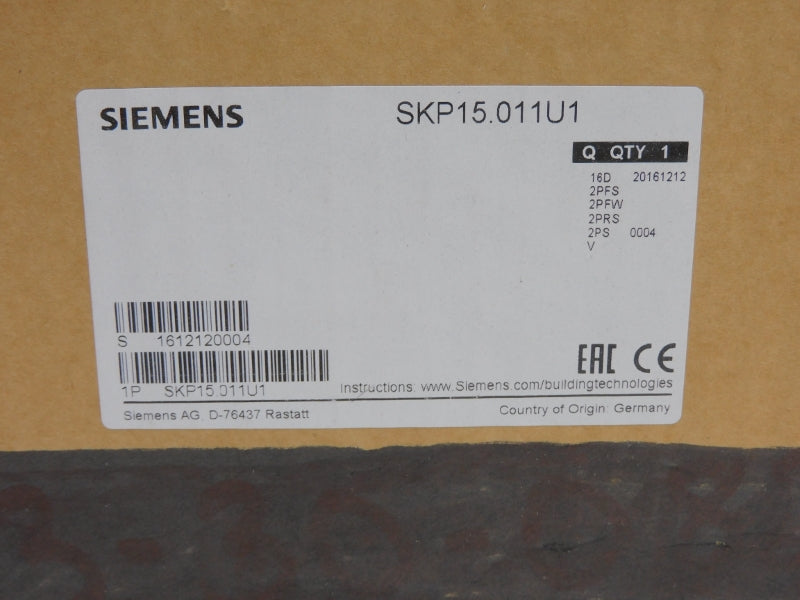 SIEMENS
SKP15.011U1
Q QTY 1
16D 20161212
2PFS
2PFW
2PRS
2PS 0004
V
S 1612120004
1P SKP15.011U1
EAC CE
Instructions: www.Siemens.com/buildingtechnologies
Siemens AG, D-76437 Rastatt
Country of Origin: Germany